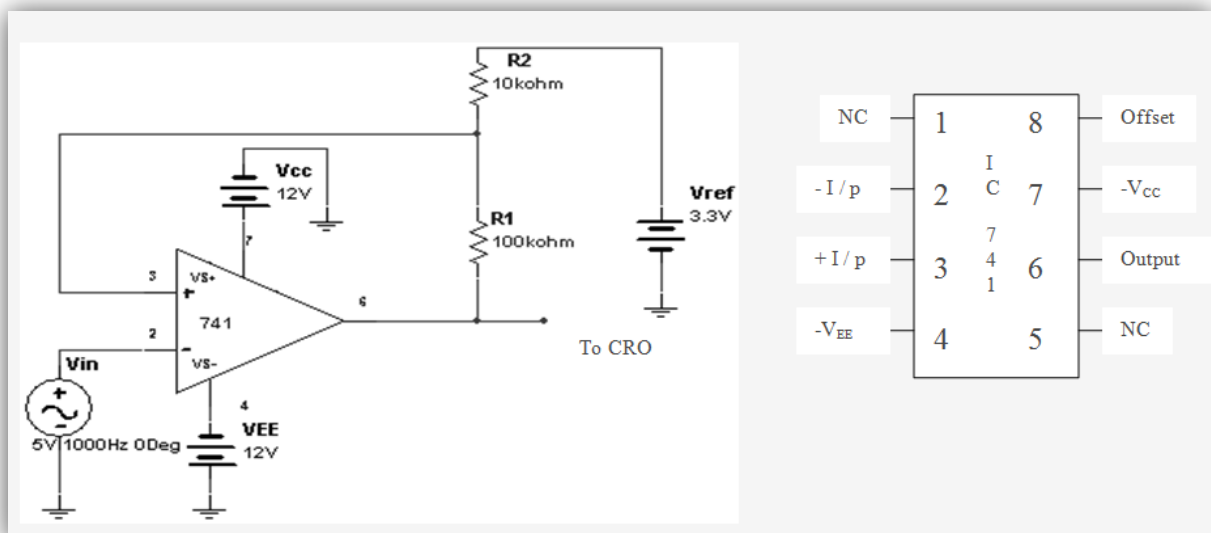 R2
10kohm
Vcc
12V
7
R1
100kohm
Vref
3.3V
3
VS+
+
6
741
2
-
VS-
To CRO
Vin
+
-
5V 1000Hz 0Deg
4
VEE
12V
NC
1
8
Offset
- I / p
2
7
-VCC
+ I / p
3
6
Output
-VEE
4
5
NC
I
C
7
4
1